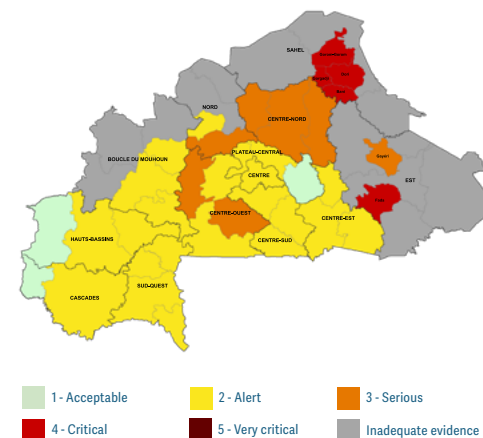 SAHEL
NORD
CENTRE-NORD
PLATEAU-CENTRAL
BOUCLE DU MOUHOUN
CENTRE
EST
CENTRE-OUEST
CENTRE-EST
HAUTS-BASSINS
CENTRE-SUD
SUD-OUEST
CASCADES
1 - Acceptable
2 - Alert
3 - Serious
4 - Critical
5 - Very critical
Inadequate evidence